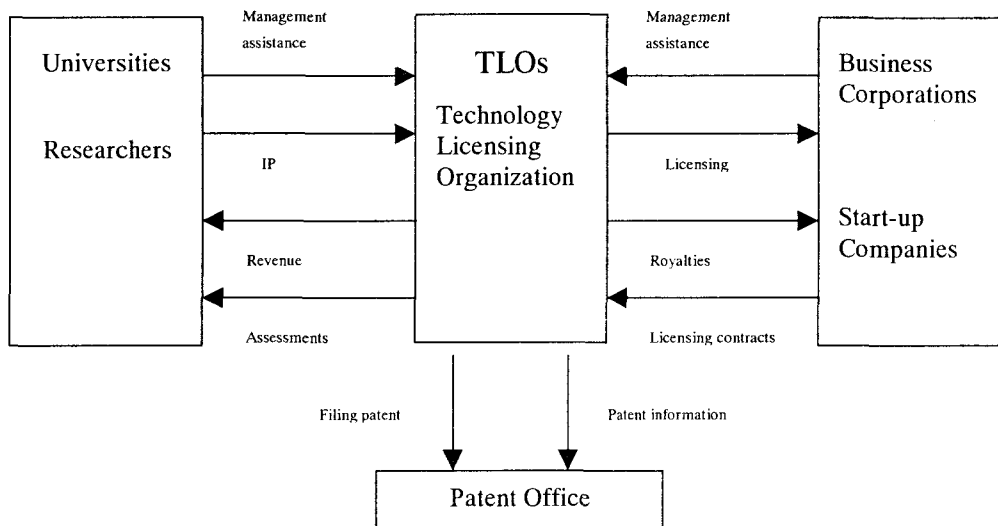 Management
assistance
Management
assistance
Universities
Researchers
TLOs
Technology
Licensing
Organization
Business
Corporations
Start-up
Companies
IP
Licensing
Revenue
Royalties
Assessments
Licensing contracts
Filing patent
Patent information
Patent Office